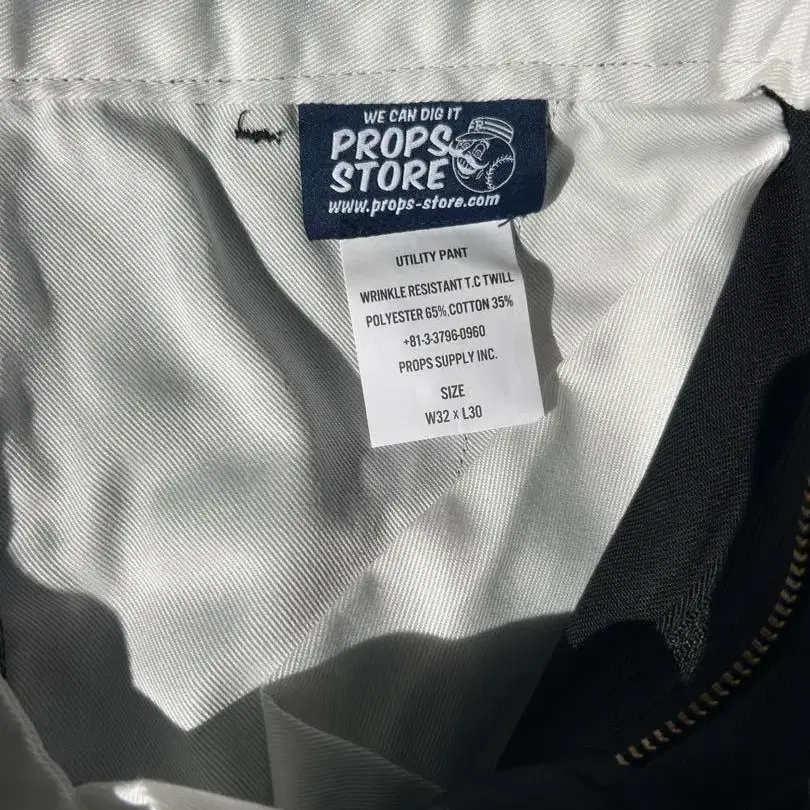 WE CAN DIG IT
PROPS
STORE
www.props-store.com
UTILITY PANT
WRINKLE RESISTANT T.C TWILL
POLYESTER 65%, COTTON 35%
+81-3-3796-0960
PROPS SUPPLY INC.
SIZE
W32 x L30